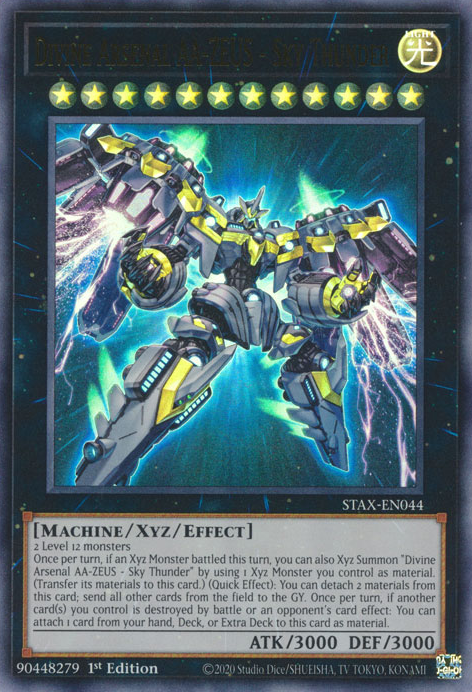 Divine Arsenal AA-ZEUS - Sky Thunder
LIGHT
光
STAX-EN044
[Machine/Xyz/Effect]
2 Level 12 monsters
Once per turn, if an Xyz Monster battled this turn, you can also Xyz Summon "Divine
Arsenal AA-ZEUS - Sky Thunder" by using 1 Xyz Monster you control as material.
(Transfer its materials to this card.) (Quick Effect): You can detach 2 materials from
this card; send all other cards from the field to the GY. Once per turn, if another
card(s) you control is destroyed by battle or an opponent's card effect: You can
attach 1 card from your hand, Deck, or Extra Deck to this card as material.
ATK/3000 DEF/3000
90448279 1st Edition ©2020 Studio Dice/SHUEISHA, TV TOKYO, KONAMI